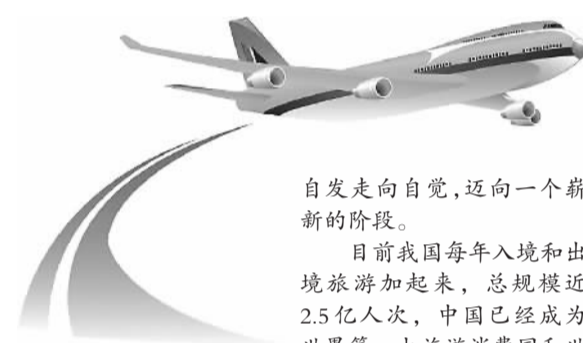 自发走向自觉,迈向一个崭
新的阶段。
目前我国每年入境和出
境旅游加起来，总规模近
2.5亿人次，中国已经成为